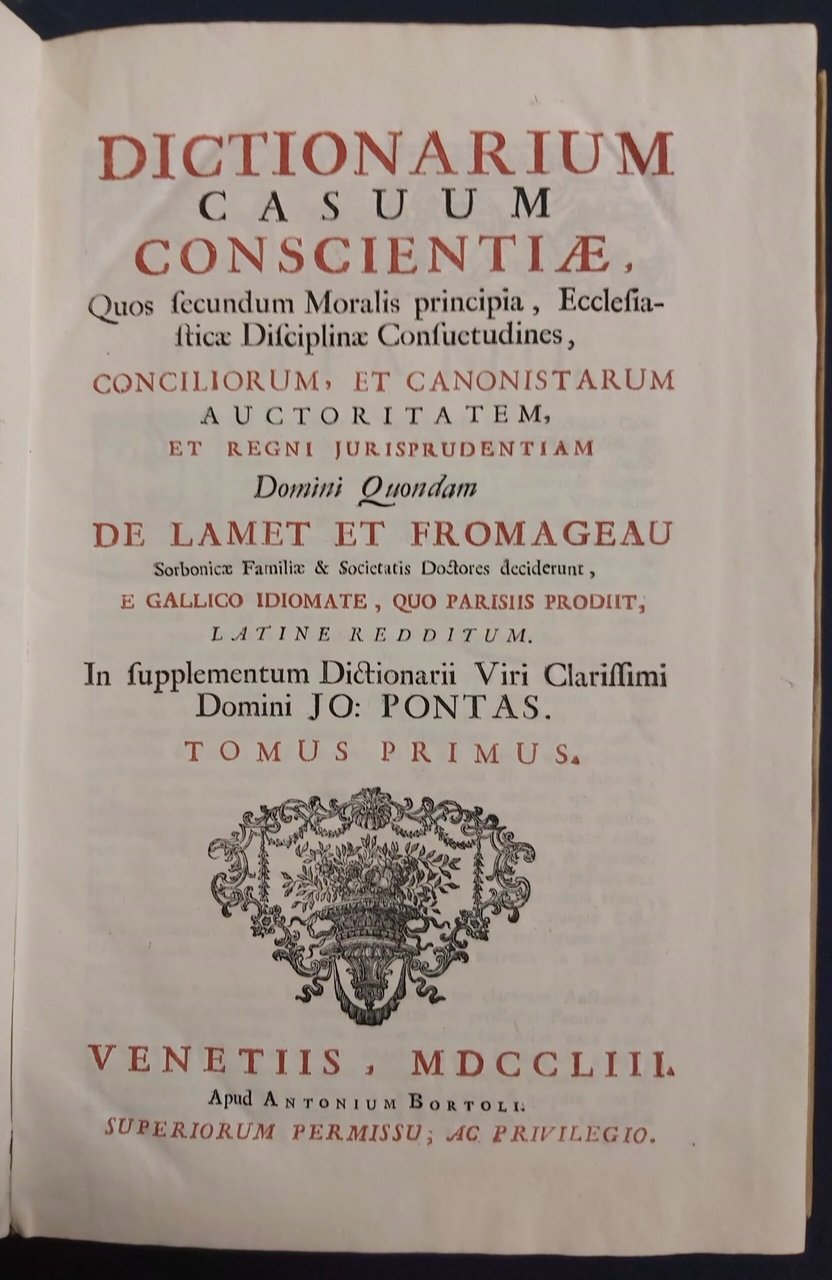 DICTIONARIUM
CASUUM
CONSCIENTIÆ,
Quos ſecundum Moralis principia, Eccleſia-
ſticæ Diſciplinæ Conſuetudines,
CONCILIORUM, ET CANONISTARUM
AUCTORITATEM,
ET REGNI JURISPRUDENTIAM
Domini Quondam
DE LAMET ET FROMAGEAU
Sorbonicæ Familiæ & Societatis Doctores deciderunt,
E GALLICO IDIOMATE, QUO PARISIIS PRODIIT,
LATINE REDDITUM.
In ſupplementum Dictionarii Viri Clariſſimi
Domini JO: PONTAS.
TOMUS PRIMUS.
VENETIIS, MDCCLIII.
Apud ANTONIUM BORTOLI.
SUPERIORUM PERMISSU; AC PRIVILEGIO.